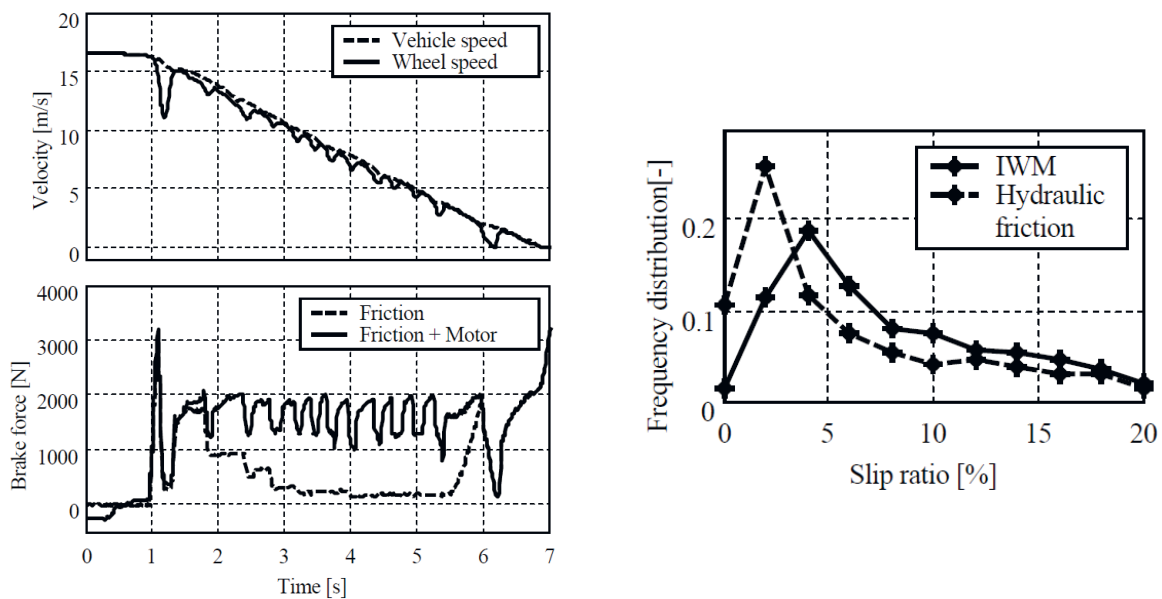 20
15
10
5
0
Velocity [m/s]
Vehicle speed
Wheel speed
4000
3000
2000
1000
0
Brake force [N]
Friction
Friction + Motor
0 1 2 3 4 5 6 7
Time [s]
0.2
0.1
0
Frequency distribution[-]
IWM
Hydraulic
friction
0 5 10 15 20
Slip ratio [%]